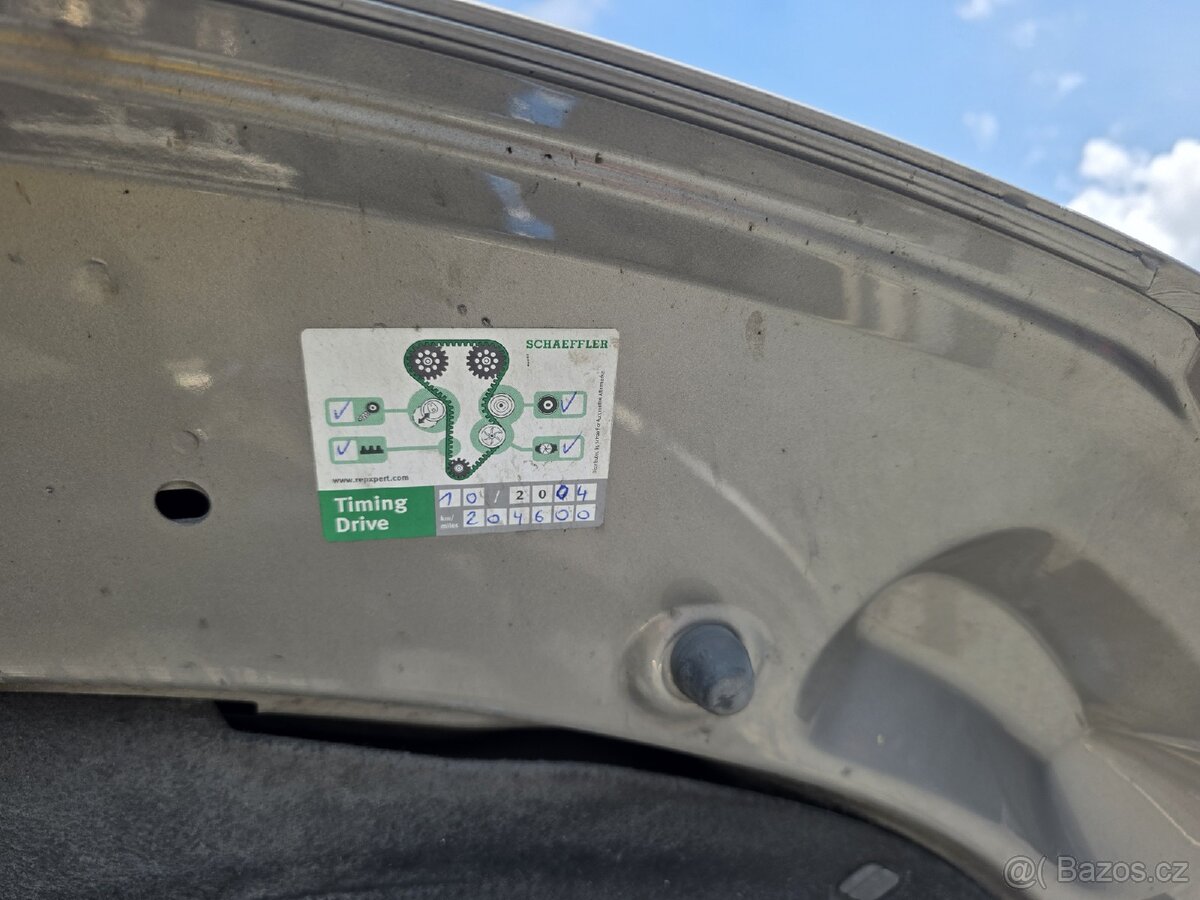 SCHAEFFLER
www.repxpert.com
Timing Drive
10/2004
km/miles 204600
Bazos.cz